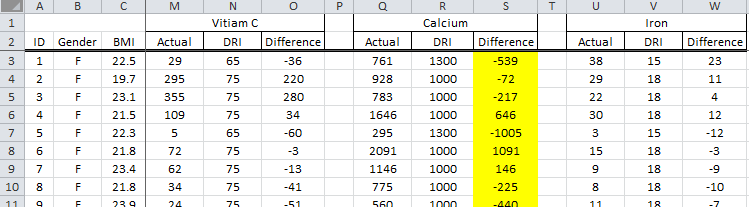 A B C M N O P Q R S T U V W
1 Vitiam C Calcium Iron
2 ID Gender BMI Actual DRI Difference Actual DRI Difference Actual DRI Difference
3 1 F 22.5 29 65 -36 761 1300 -539 38 15 23
4 2 F 19.7 295 75 220 928 1000 -72 29 18 11
5 3 F 23.1 355 75 280 783 1000 -217 22 18 4
6 4 F 21.5 109 75 34 1646 1000 646 30 18 12
7 5 F 22.3 5 65 -60 295 1300 -1005 3 15 -12
8 6 F 21.8 72 75 -3 2091 1000 1091 15 18 -3
9 7 F 23.4 62 75 -13 1146 1000 146 9 18 -9
10 8 F 21.8 34 75 -41 775 1000 -225 8 18 -10
11 9 F 23.9 24 75 -51 560 1000 -440 11 18 -7